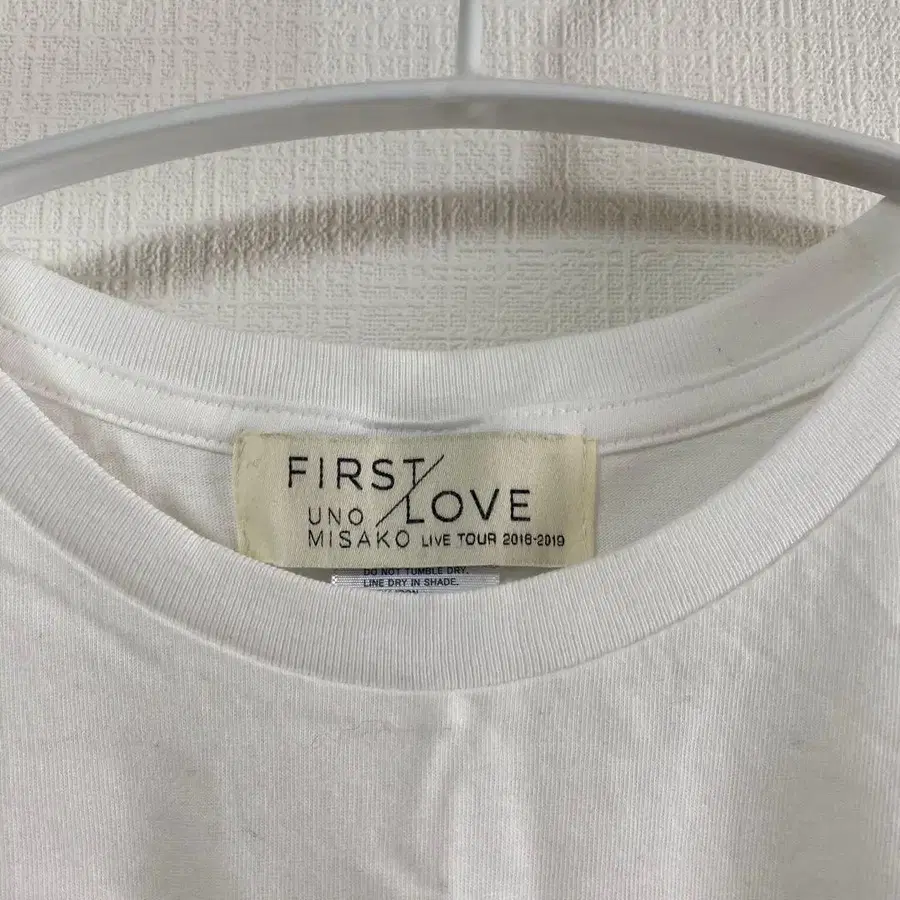 FIRST/LOVE
UNO
MISAKO LIVE TOUR 2018-2019
DO NOT TUMBLE DRY.
LINE DRY IN SHADE.